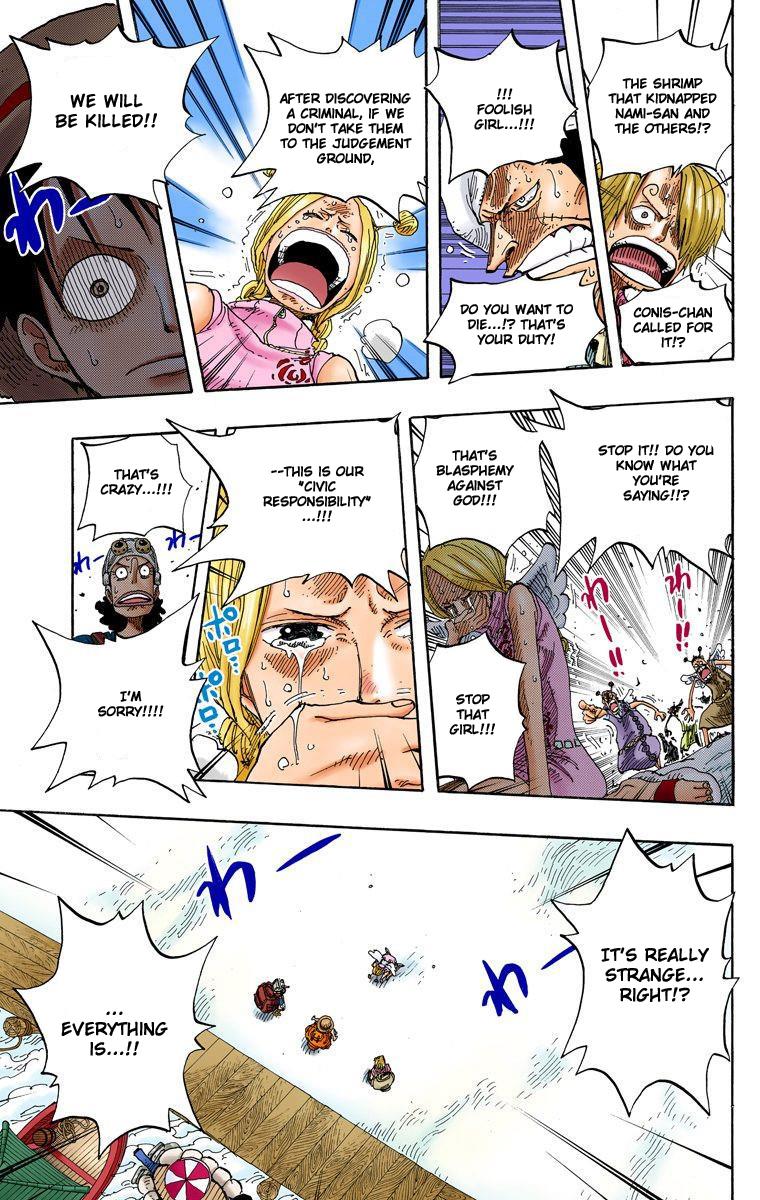 THE SHRIMP
THAT KIDNAPPED
NAMI-SAN AND
THE OTHERS!?
CONIS-CHAN
CALLED FOR
IT!?
!!!
FOOLISH
GIRL...!!!
DO YOU WANT TO
DIE...!? THAT'S
YOUR DUTY!
AFTER DISCOVERING
A CRIMINAL, IF WE
DON'T TAKE THEM
TO THE JUDGEMENT
GROUND,
WE WILL
BE KILLED!!
わー
STOP IT!! DO YOU
KNOW WHAT
YOU'RE
SAYING!!?
THAT'S
BLASPHEMY
AGAINST
GOD!!!
わー!!
わー!!
STOP
THAT
GIRL!!!
--THIS IS OUR
"CIVIC
RESPONSIBILITY"
...!!!
ポロ...
ポロ...
THAT'S
CRAZY...!!!
わー
わー
I'M
SORRY!!!!
IT'S REALLY
STRANGE...
RIGHT!?
わー
わー
...
EVERYTHING
IS...!!